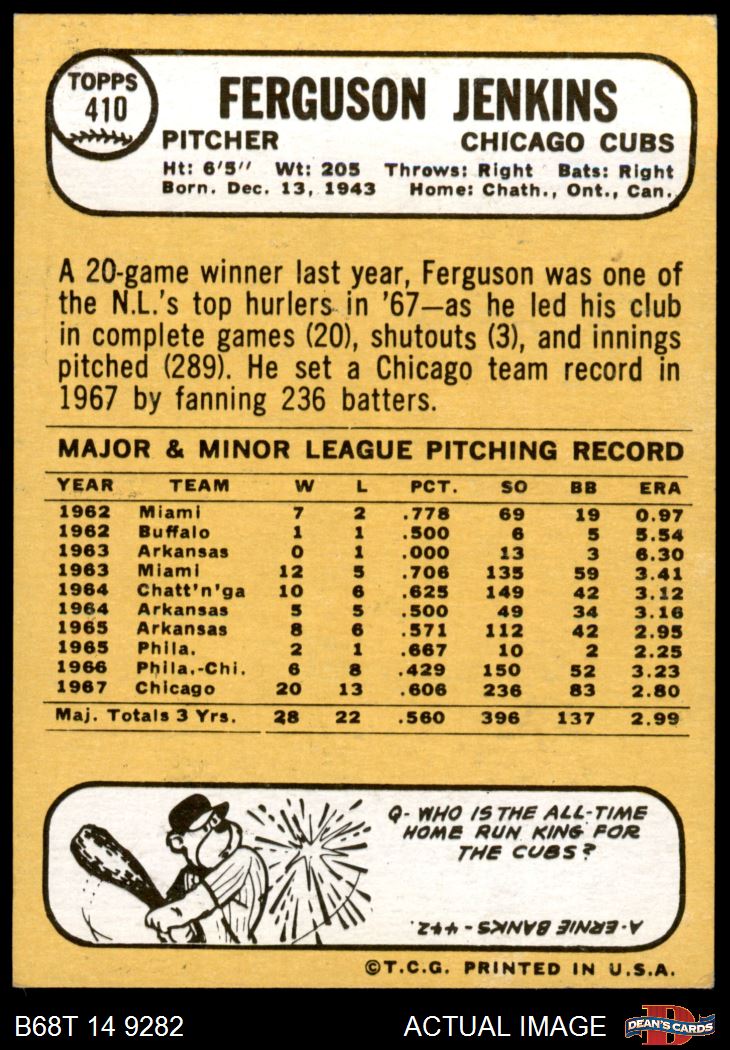 TOPPS
410
FERGUSON JENKINS
PITCHER CHICAGO CUBS
Ht: 6'5" Wt: 205 Throws: Right Bats: Right
Born. Dec. 13, 1943 Home: Chath., Ont., Can.
A 20-game winner last year, Ferguson was one of
the N.L.'s top hurlers in '67—as he led his club
in complete games (20), shutouts (3), and innings
pitched (289). He set a Chicago team record in
1967 by fanning 236 batters.
MAJOR & MINOR LEAGUE PITCHING RECORD
YEAR TEAM W L PCT. SO BB ERA
1962 Miami 7 2 .778 69 19 0.97
1962 Buffalo 1 1 .500 6 5 5.54
1963 Arkansas 0 1 .000 13 3 6.30
1963 Miami 12 5 .706 135 59 3.41
1964 Chatt'n'ga 10 6 .625 149 42 3.12
1964 Arkansas 5 5 .500 49 34 3.16
1965 Arkansas 8 6 .571 112 42 2.95
1965 Phila. 2 1 .667 10 2 2.25
1966 Phila.-Chi. 6 8 .429 150 52 3.23
1967 Chicago 20 13 .606 236 83 2.80
Maj. Totals 3 Yrs. 28 22 .560 396 137 2.99
Q- WHO IS THE ALL-TIME
HOME RUN KING FOR
THE CUBS?
A-ERNIE BANKS - 442.
©T.C.G. PRINTED IN U.S.A.
B68T 14 9282 ACTUAL IMAGE
D
DEAN'S CARDS